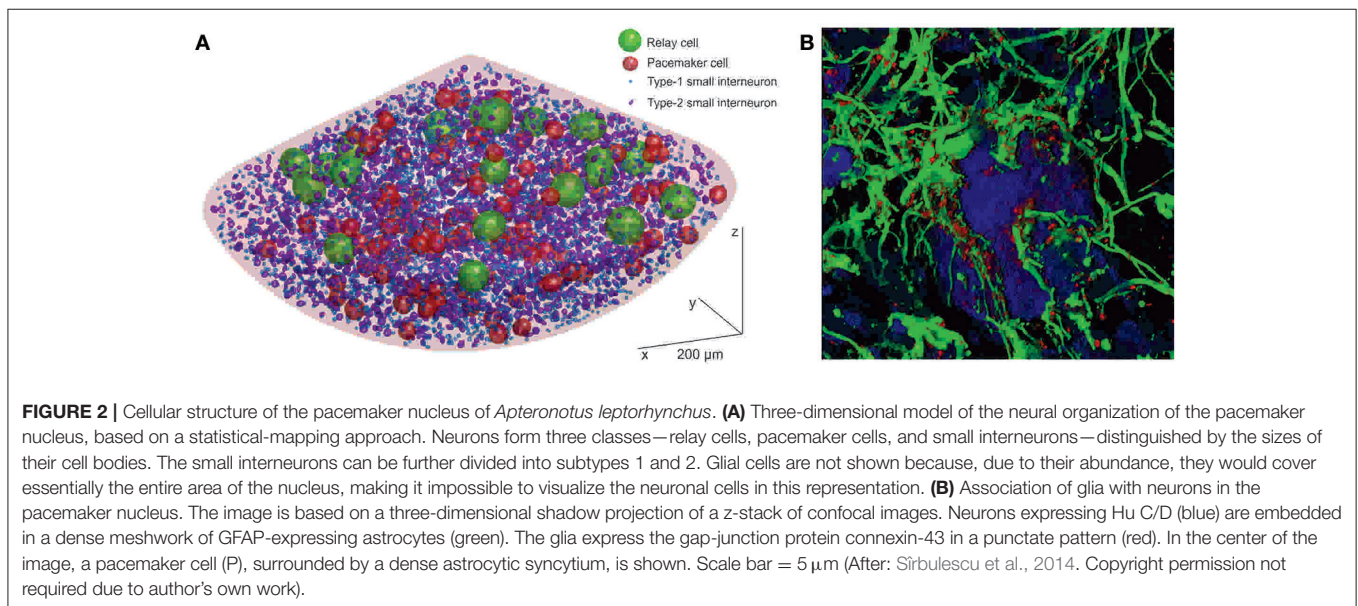 A
Relay cell
Pacemaker cell
Type-1 small interneuron
Type-2 small interneuron
z
y
x
200 µm
B
FIGURE 2 | Cellular structure of the pacemaker nucleus of Apteronotus leptorhynchus. (A) Three-dimensional model of the neural organization of the pacemaker
nucleus, based on a statistical-mapping approach. Neurons form three classes—relay cells, pacemaker cells, and small interneurons—distinguished by the sizes of
their cell bodies. The small interneurons can be further divided into subtypes 1 and 2. Glial cells are not shown because, due to their abundance, they would cover
essentially the entire area of the nucleus, making it impossible to visualize the neuronal cells in this representation. (B) Association of glia with neurons in the
pacemaker nucleus. The image is based on a three-dimensional shadow projection of a z-stack of confocal images. Neurons expressing Hu C/D (blue) are embedded
in a dense meshwork of GFAP-expressing astrocytes (green). The glia express the gap-junction protein connexin-43 in a punctate pattern (red). In the center of the
image, a pacemaker cell (P), surrounded by a dense astrocytic syncytium, is shown. Scale bar = 5 µm (After: Sîrbulescu et al., 2014. Copyright permission not
required due to author's own work).